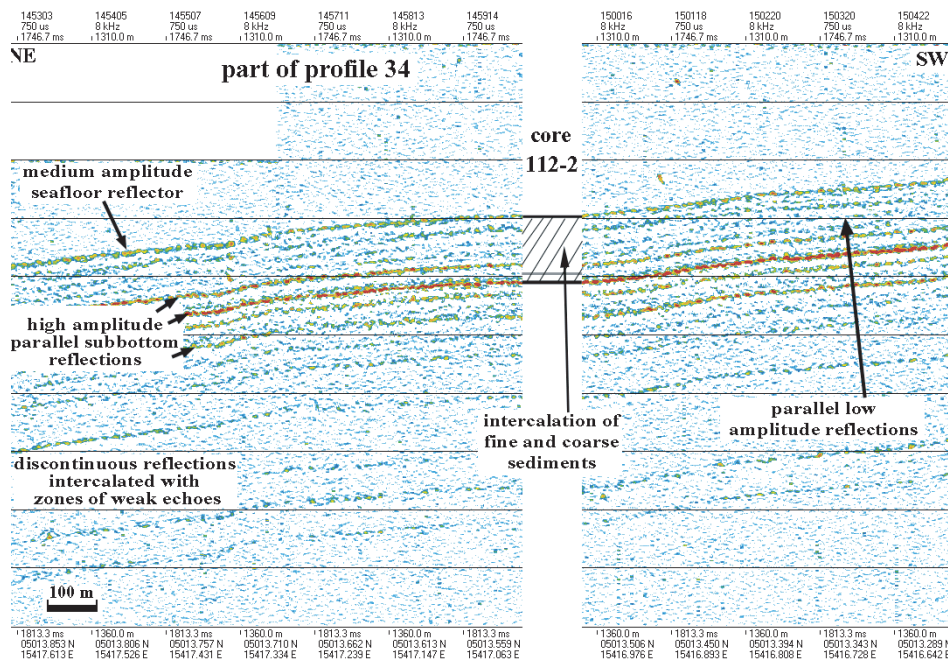 145303 145405 145507 145609 145711 145813 145914 150016 150118 150220 150320 150422
750 us 8 kHz 750 us 8 kHz 750 us 8 kHz 750 us 8 kHz 750 us 8 kHz 750 us 8 kHz
1746.7 ms 1310.0 m 1746.7 ms 1310.0 m 1746.7 ms 1310.0 m 1746.7 ms 1310.0 m 1746.7 ms 1310.0 m 1746.7 ms 1310.0 m
NE
SW
part of profile 34
core
112-2
medium amplitude
seafloor reflector
high amplitude
parallel subbottom
reflections
intercalation of
fine and coarse
sediments
parallel low
amplitude reflections
discontinuous reflections
intercalated with
zones of weak echoes
100 m
1813.3 ms 1360.0 m 1813.3 ms 1360.0 m 1813.3 ms 1360.0 m 1813.3 ms 1360.0 m 1813.3 ms 1360.0 m 1813.3 ms 1360.0 m
05013.853 N 05013.806 N 05013.757 N 05013.710 N 05013.662 N 05013.613 N 05013.559 N 05013.506 N 05013.450 N 05013.394 N 05013.343 N 05013.289 N
15417.613 E 15417.526 E 15417.431 E 15417.334 E 15417.239 E 15417.147 E 15417.063 E 15416.976 E 15416.893 E 15416.808 E 15416.728 E 15416.642 E